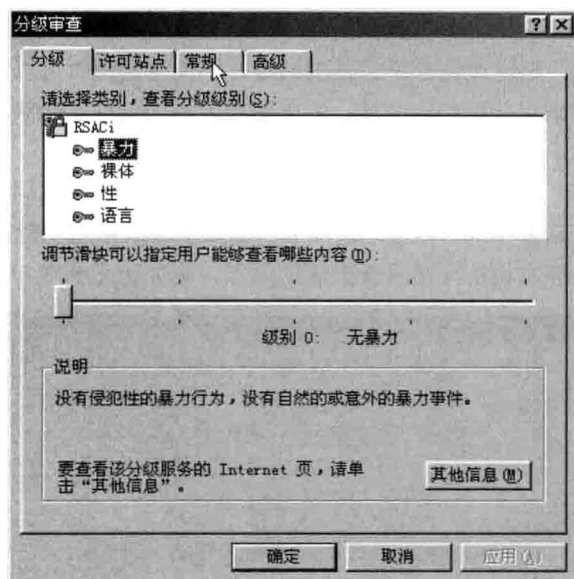 分级审查
分级 许可站点 常规 高级
请选择类别，查看分级级别(S):
RSACi
暴力
裸体
性
语言
调节滑块可以指定用户能够查看哪些内容(D):
级别 0: 无暴力
说明
没有侵犯性的暴力行为，没有自然的或意外的暴力事件。
要查看该分级服务的 Internet 页，请单
击“其他信息”。
其他信息(M)
确定 取消 应用(A)